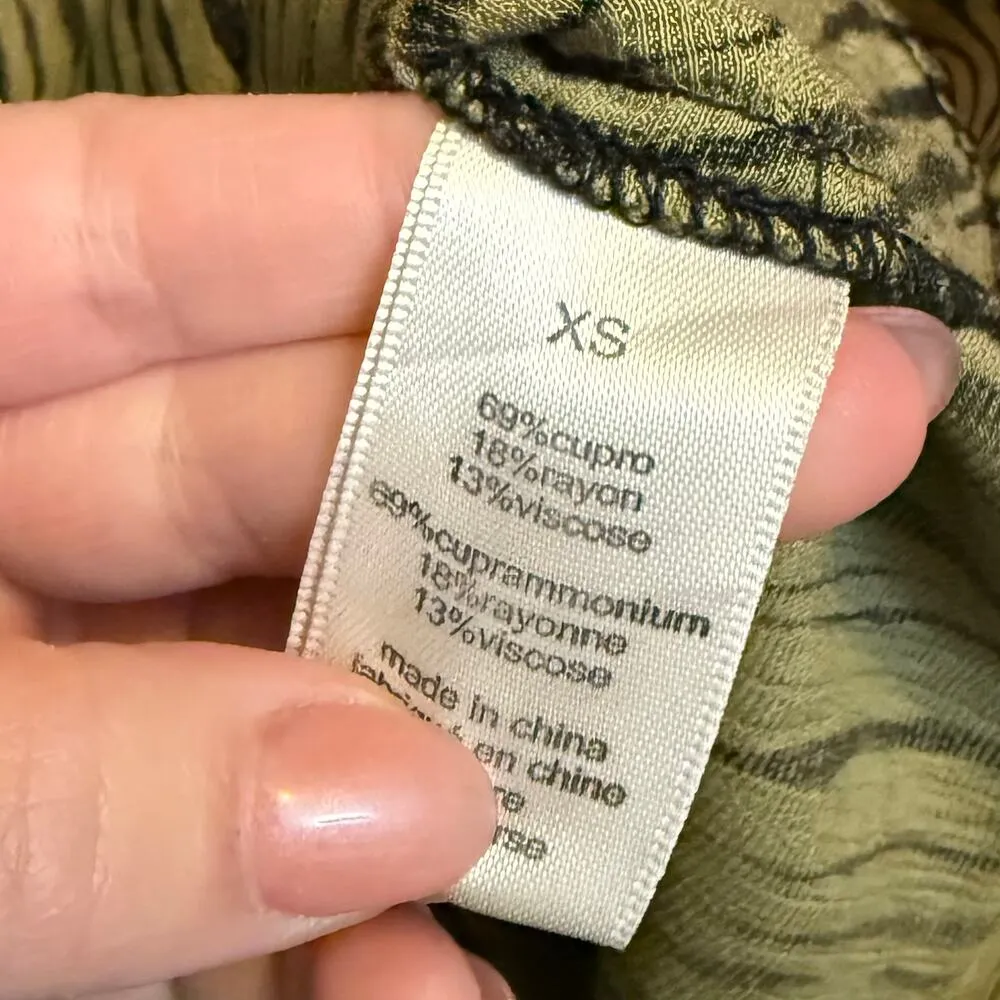 XS
69%cupro
18%rayon
13%viscose
69%cuprammonium
18%rayonne
13%viscose
made in china
en chine